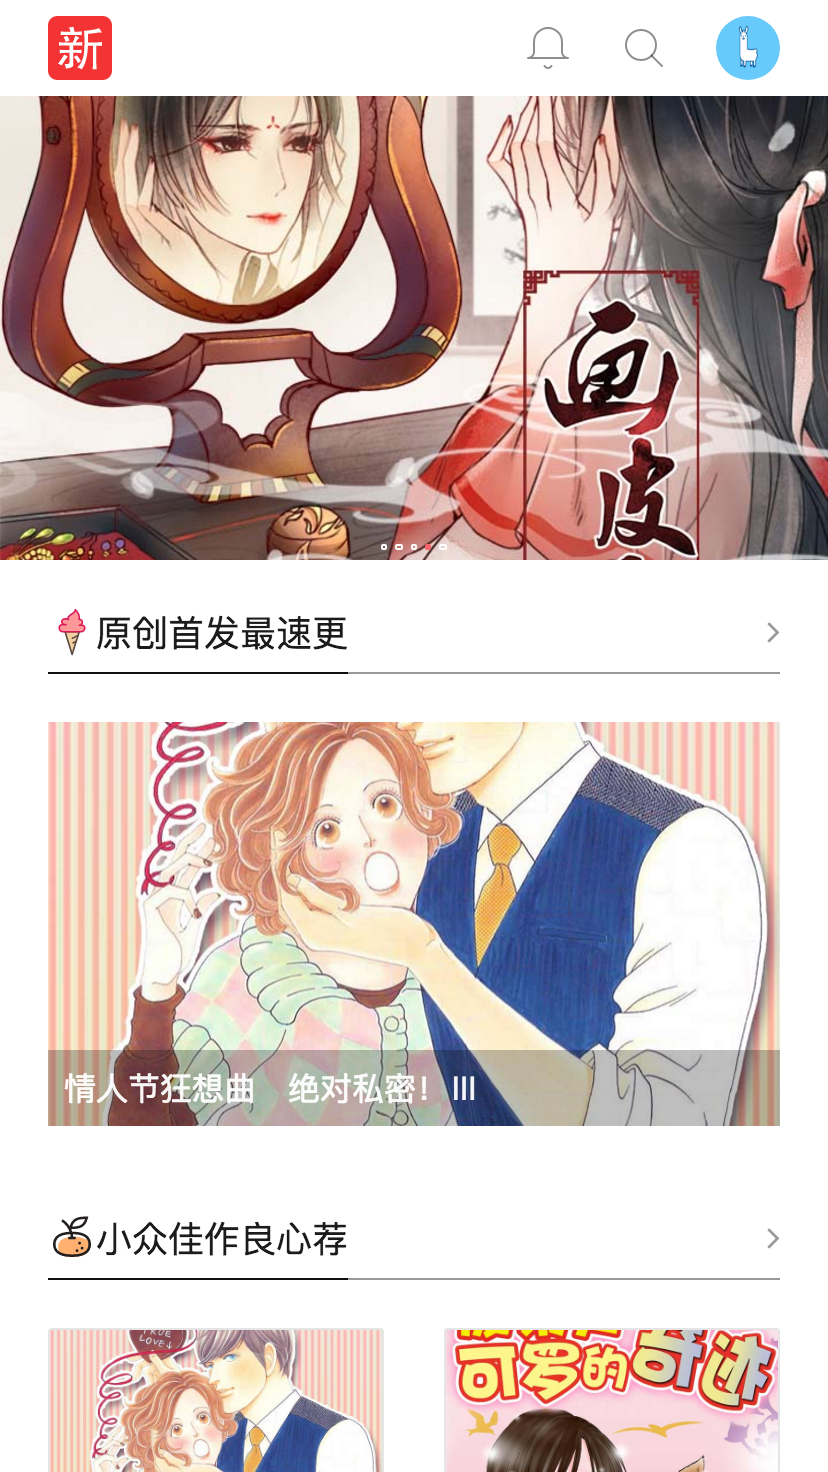 新
画
皮
原创首发最速更
情人节狂想曲　绝对私密！III
小众佳作良心荐
TRUE
LOVE↓
可罗的奇迹